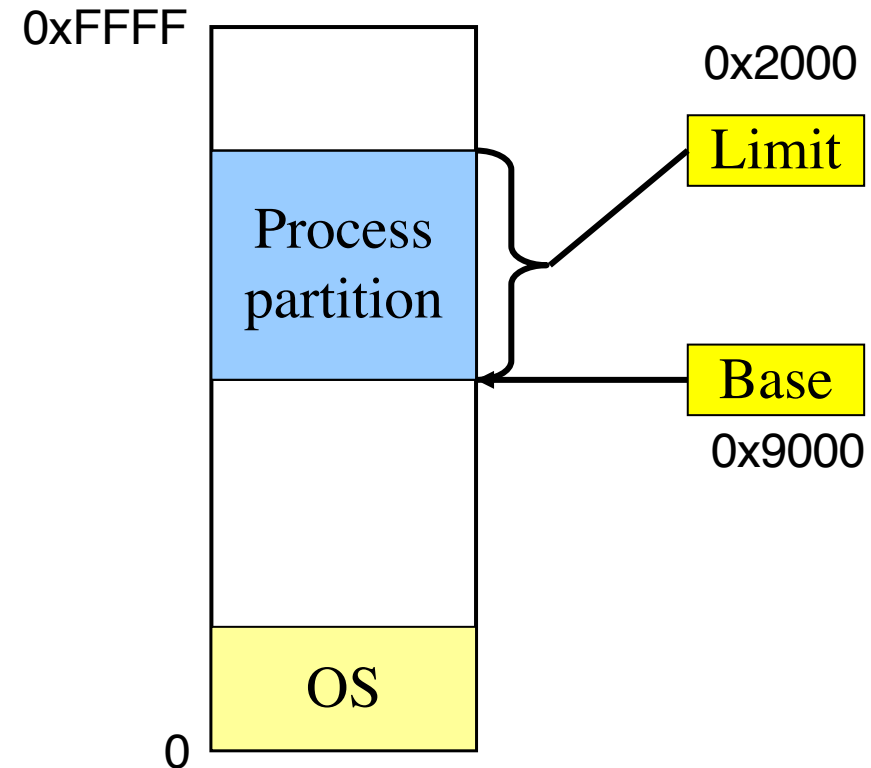 0xFFFF
0x2000
Limit
Process
partition
Base
0x9000
OS
0